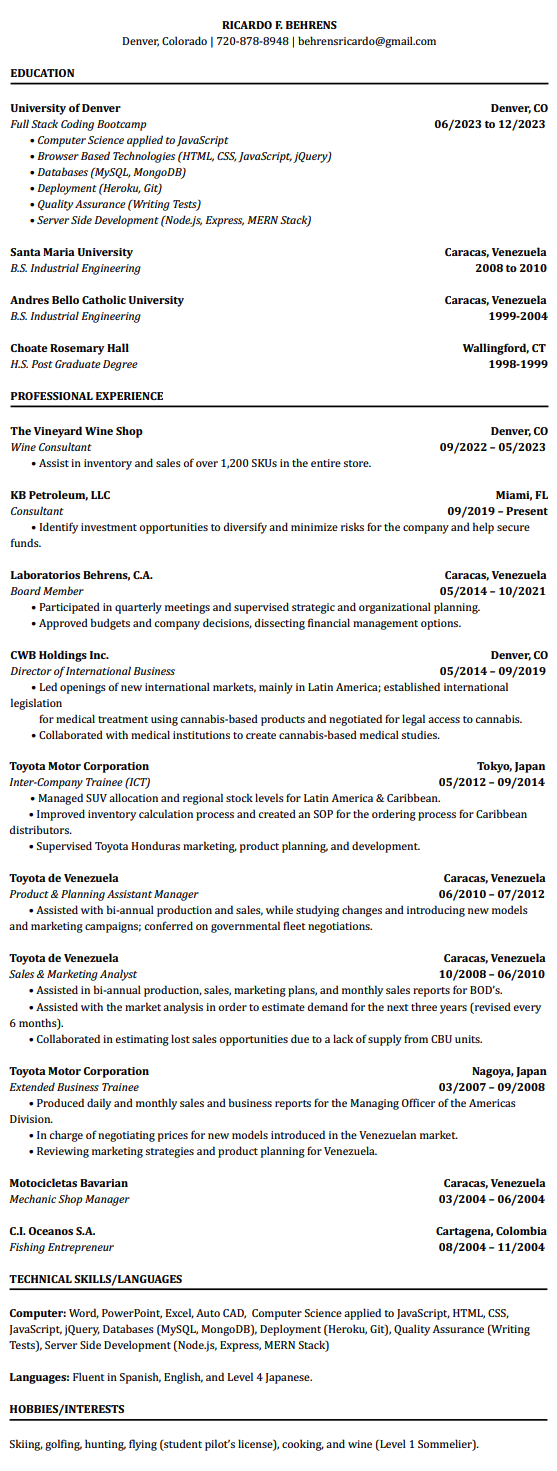 RICARDO F. BEHRENS
Denver, Colorado | 720-878-8948 | behrensricardo@gmail.com
EDUCATION
University of Denver Denver, CO
Full Stack Coding Bootcamp 06/2023 to 12/2023
• Computer Science applied to JavaScript
• Browser Based Technologies (HTML, CSS, JavaScript, jQuery)
• Databases (MySQL, MongoDB)
• Deployment (Heroku, Git)
• Quality Assurance (Writing Tests)
• Server Side Development (Node.js, Express, MERN Stack)
Santa Maria University Caracas, Venezuela
B.S. Industrial Engineering 2008 to 2010
Andres Bello Catholic University Caracas, Venezuela
B.S. Industrial Engineering 1999-2004
Choate Rosemary Hall Wallingford, CT
H.S. Post Graduate Degree 1998-1999
PROFESSIONAL EXPERIENCE
The Vineyard Wine Shop Denver, CO
Wine Consultant 09/2022 – 05/2023
• Assist in inventory and sales of over 1,200 SKUs in the entire store.
KB Petroleum, LLC Miami, FL
Consultant 09/2019 – Present
• Identify investment opportunities to diversify and minimize risks for the company and help secure
funds.
Laboratorios Behrens, C.A. Caracas, Venezuela
Board Member 05/2014 – 10/2021
• Participated in quarterly meetings and supervised strategic and organizational planning.
• Approved budgets and company decisions, dissecting financial management options.
CWB Holdings Inc. Denver, CO
Director of International Business 05/2014 – 09/2019
• Led openings of new international markets, mainly in Latin America; established international
legislation
for medical treatment using cannabis-based products and negotiated for legal access to cannabis.
• Collaborated with medical institutions to create cannabis-based medical studies.
Toyota Motor Corporation Tokyo, Japan
Inter-Company Trainee (ICT) 05/2012 – 09/2014
• Managed SUV allocation and regional stock levels for Latin America & Caribbean.
• Improved inventory calculation process and created an SOP for the ordering process for Caribbean
distributors.
• Supervised Toyota Honduras marketing, product planning, and development.
Toyota de Venezuela Caracas, Venezuela
Product & Planning Assistant Manager 06/2010 – 07/2012
• Assisted with bi-annual production and sales, while studying changes and introducing new models
and marketing campaigns; conferred on governmental fleet negotiations.
Toyota de Venezuela Caracas, Venezuela
Sales & Marketing Analyst 10/2008 – 06/2010
• Assisted in bi-annual production, sales, marketing plans, and monthly sales reports for BOD's.
• Assisted with the market analysis in order to estimate demand for the next three years (revised every
6 months).
• Collaborated in estimating lost sales opportunities due to a lack of supply from CBU units.
Toyota Motor Corporation Nagoya, Japan
Extended Business Trainee 03/2007 – 09/2008
• Produced daily and monthly sales and business reports for the Managing Officer of the Americas
Division.
• In charge of negotiating prices for new models introduced in the Venezuelan market.
• Reviewing marketing strategies and product planning for Venezuela.
Motocicletas Bavarian Caracas, Venezuela
Mechanic Shop Manager 03/2004 – 06/2004
C.I. Oceanos S.A. Cartagena, Colombia
Fishing Entrepreneur 08/2004 – 11/2004
TECHNICAL SKILLS/LANGUAGES
Computer: Word, PowerPoint, Excel, Auto CAD, Computer Science applied to JavaScript, HTML, CSS,
JavaScript, jQuery, Databases (MySQL, MongoDB), Deployment (Heroku, Git), Quality Assurance (Writing
Tests), Server Side Development (Node.js, Express, MERN Stack)
Languages: Fluent in Spanish, English, and Level 4 Japanese.
HOBBIES/INTERESTS
Skiing, golfing, hunting, flying (student pilot's license), cooking, and wine (Level 1 Sommelier).